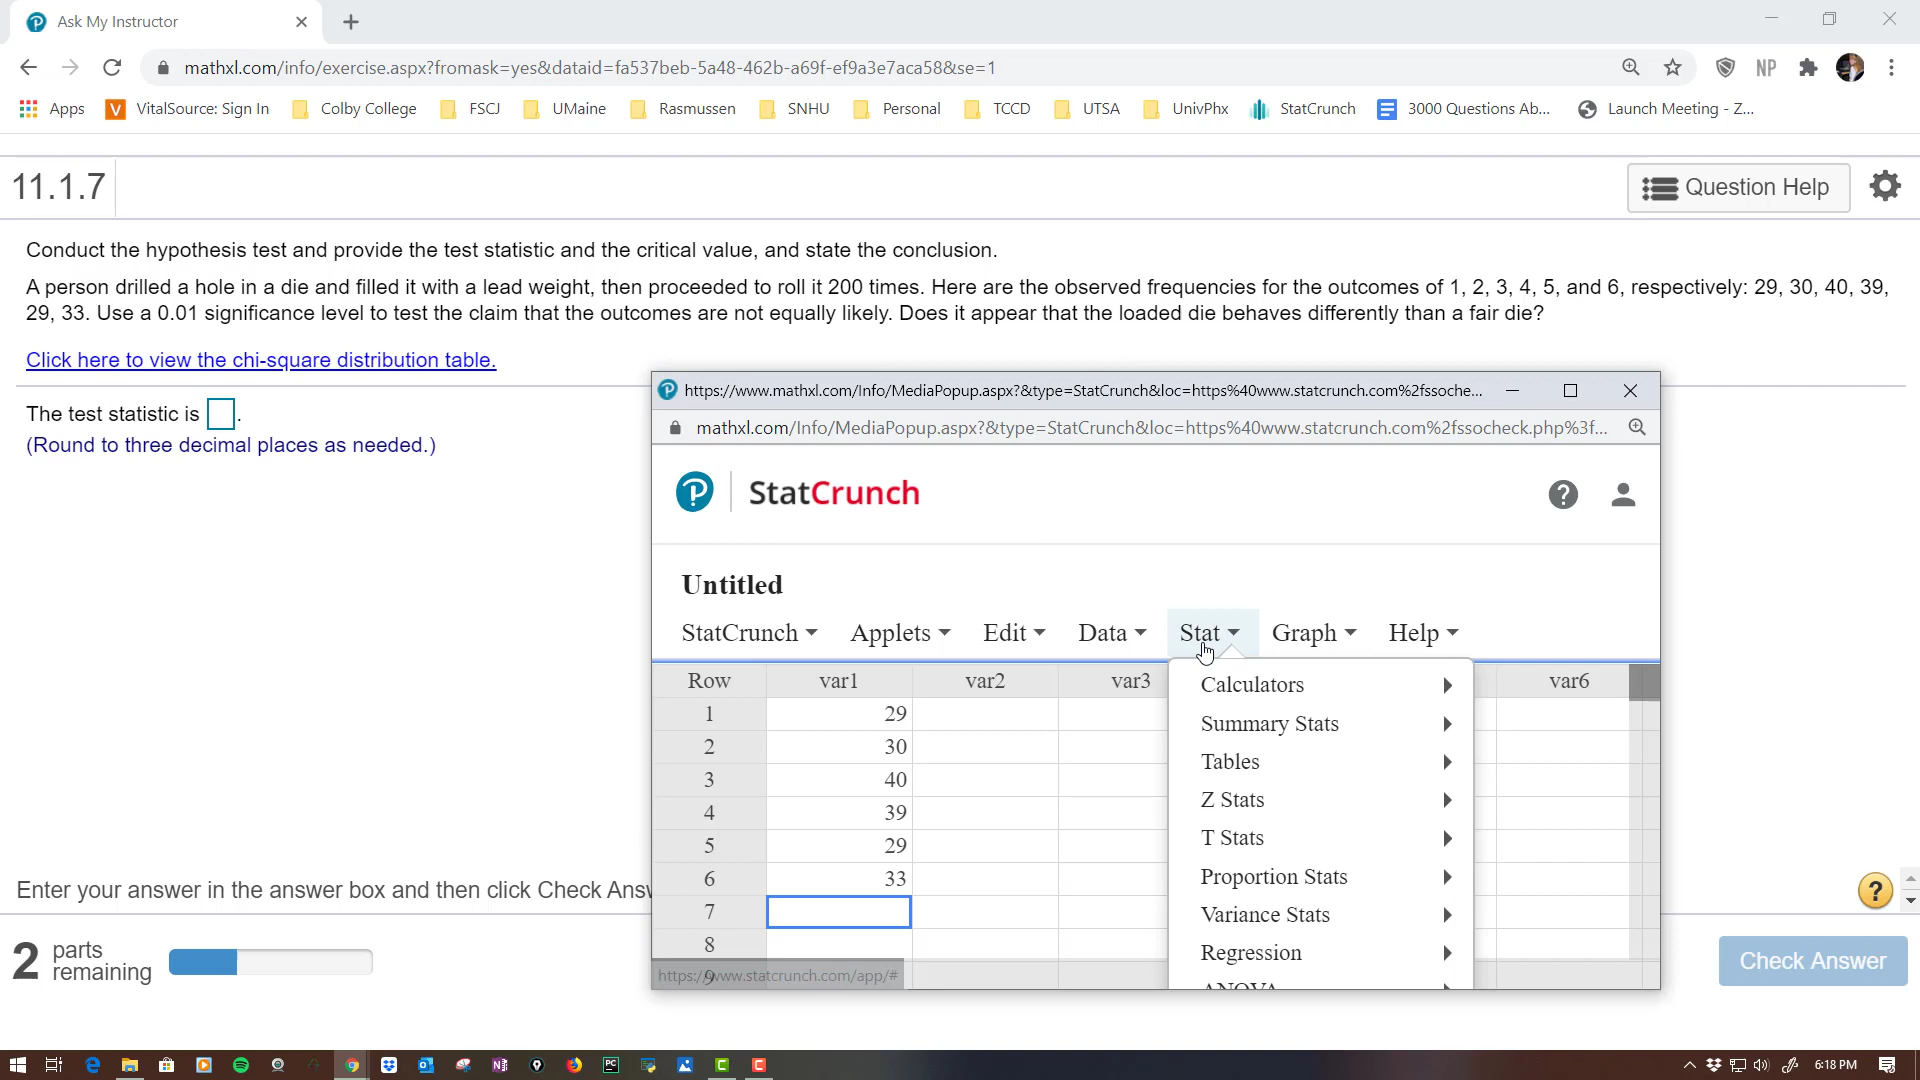 Ask My Instructor
mathxl.com/info/exercise.aspx?fromask=yes&dataid=fa537beb-5a48-462b-a69f-ef9a3e7aca58&se=1
NP
Apps VitalSource: Sign In Colby College FSCJ UMaine Rasmussen SNHU Personal TCCD UTSA UnivPhx StatCrunch 3000 Questions Ab... Launch Meeting - Z...
11.1.7
Question Help
Conduct the hypothesis test and provide the test statistic and the critical value, and state the conclusion.
A person drilled a hole in a die and filled it with a lead weight, then proceeded to roll it 200 times. Here are the observed frequencies for the outcomes of 1, 2, 3, 4, 5, and 6, respectively: 29, 30, 40, 39,
29, 33. Use a 0.01 significance level to test the claim that the outcomes are not equally likely. Does it appear that the loaded die behaves differently than a fair die?
Click here to view the chi-square distribution table.
The test statistic is .
(Round to three decimal places as needed.)
https://www.mathxl.com/Info/MediaPopup.aspx?&type=StatCrunch&loc=https%40www.statcrunch.com%2fssoche...
mathxl.com/Info/MediaPopup.aspx?&type=StatCrunch&loc=https%40www.statcrunch.com%2fssocheck.php%3f...
StatCrunch
Untitled
StatCrunch Applets Edit Data Stat Graph Help
Row var1 var2 var3 var6
1 29
2 30
3 40
4 39
5 29
6 33
7
8
9
Calculators
Summary Stats
Tables
Z Stats
T Stats
Proportion Stats
Variance Stats
Regression
ANOVA
https://www.statcrunch.com/app/#
Enter your answer in the answer box and then click Check Answ
2 parts
remaining
?
Check Answer
6:18 PM